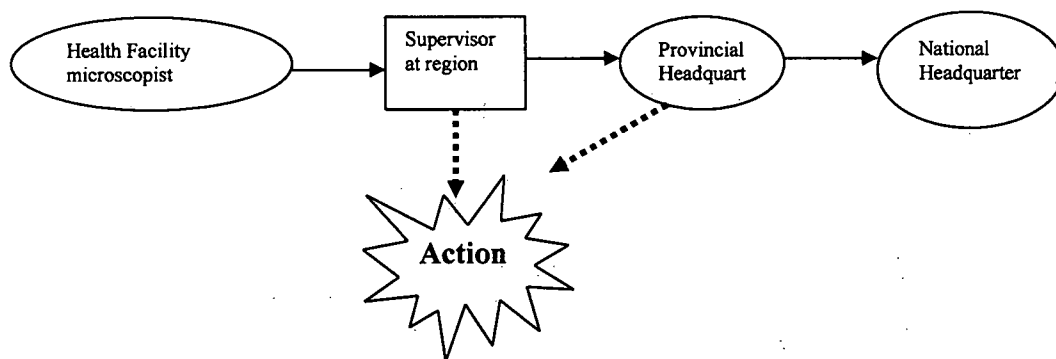 Health Facility
microscopist
Supervisor
at region
Provincial
Headquart
National
Headquarter
Action